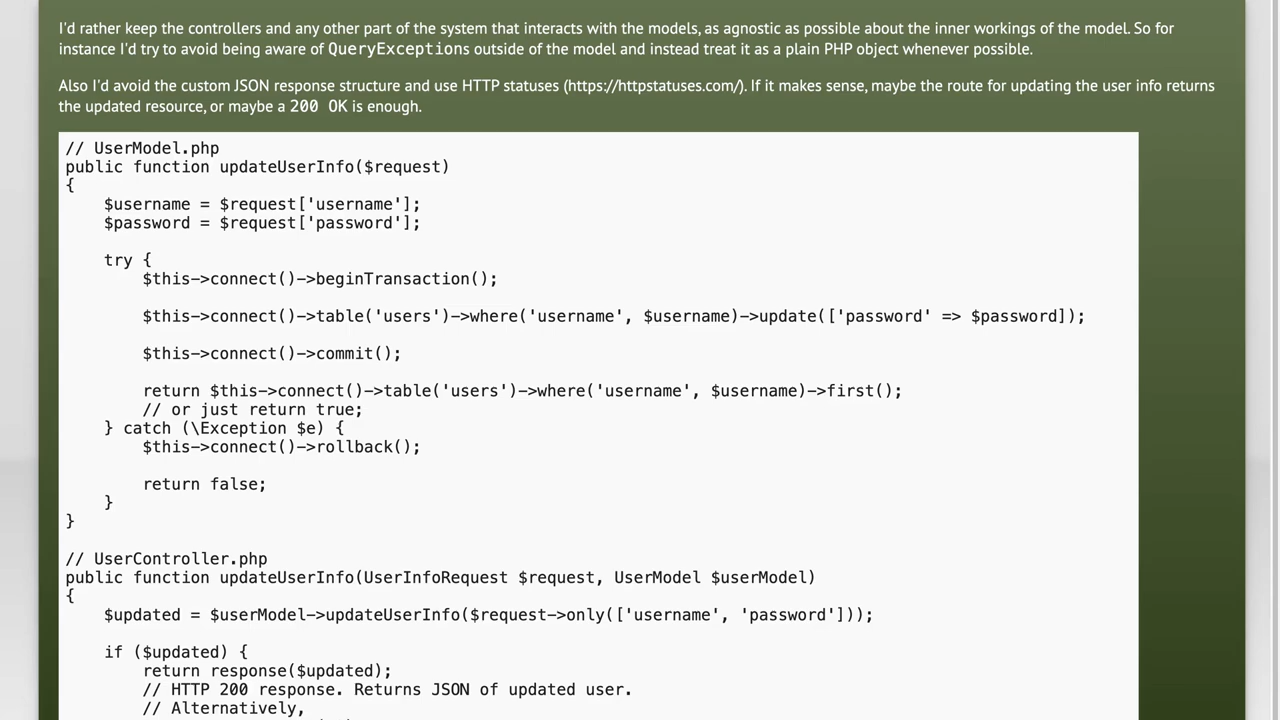 I'd rather keep the controllers and any other part of the system that interacts with the models, as agnostic as possible about the inner workings of the model. So for
instance I'd try to avoid being aware of QueryExceptions outside of the model and instead treat it as a plain PHP object whenever possible.
Also I'd avoid the custom JSON response structure and use HTTP statuses (https://httpstatuses.com/). If it makes sense, maybe the route for updating the user info returns
the updated resource, or maybe a 200 OK is enough.
// UserModel.php
public function updateUserInfo($request)
{
    $username = $request['username'];
    $password = $request['password'];
    try {
        $this->connect()->beginTransaction();
        $this->connect()->table('users')->where('username', $username)->update(['password' => $password]);
        $this->connect()->commit();
        return $this->connect()->table('users')->where('username', $username)->first();
        // or just return true;
    } catch (\Exception $e) {
        $this->connect()->rollback();
        return false;
    }
}
// UserController.php
public function updateUserInfo(UserInfoRequest $request, UserModel $userModel)
{
    $updated = $userModel->updateUserInfo($request->only(['username', 'password']));
    if ($updated) {
        return response($updated);
        // HTTP 200 response. Returns JSON of updated user.
        // Alternatively,